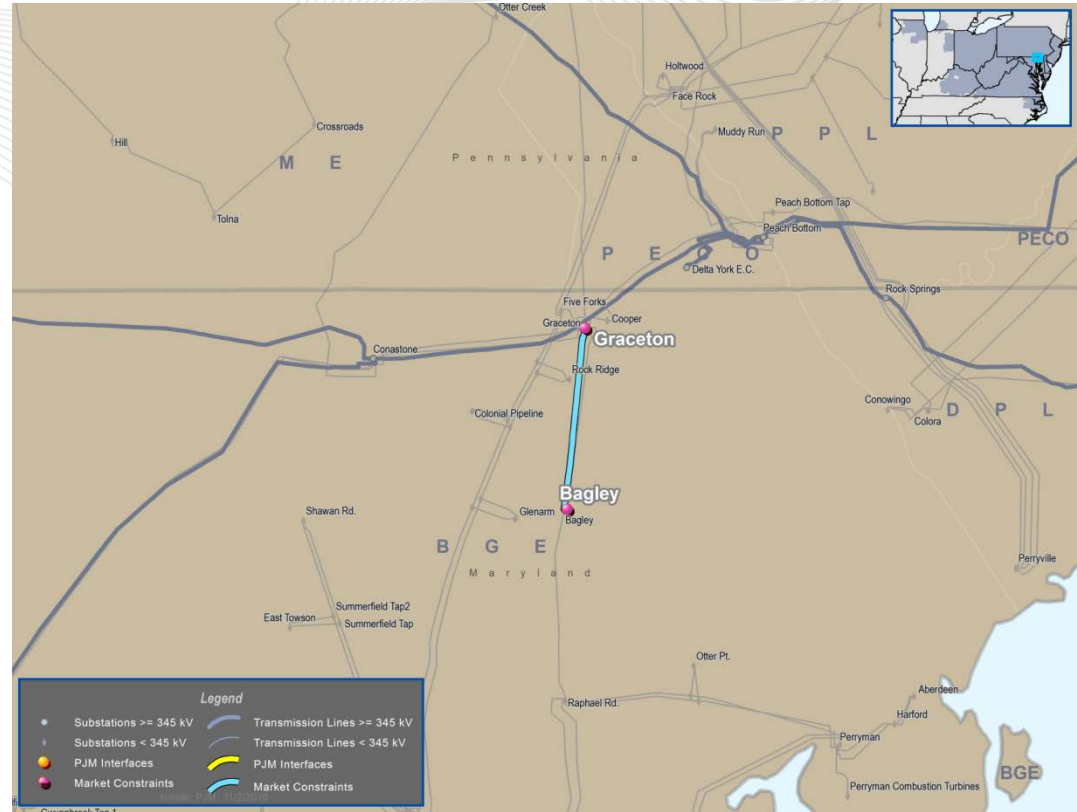 Otter Creek
Holtwood
Face Rock
Crossroads
Hill
Muddy Run
P P L
M E
Pennsylvania
Tolna
Peach Bottom Tap
Peach Bottom
PECO
P E C O
Delta York E.C.
Rock Springs
Five Forks
Graceton
Cooper
Graceton
Conastone
Rock Ridge
Conowingo
D P L
Colora
Colonial Pipeline
Bagley
Glenarm
Bagley
Shawan Rd.
B G E
Maryland
Perryville
Summerfield Tap2
East Towson
Summerfield Tap
Otter Pt.
Aberdeen
Raphael Rd.
Harford
Perryman
BGE
Perryman Combustion Turbines
Legend
Substations >= 345 kV
Transmission Lines >= 345 kV
Substations < 345 kV
Transmission Lines < 345 kV
PJM Interfaces
PJM Interfaces
Market Constraints
Market Constraints